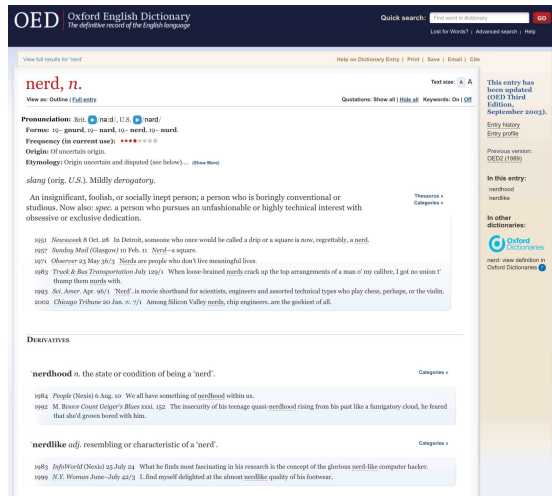 OED Oxford English Dictionary
The definitive record of the English language
Quick search: Find word in dictionary GO
Lost for Words? | Advanced search | Help
View full results for 'nerd'
Help on Dictionary Entry | Print | Save | Email | Cite
nerd, n.
Text size: A A
View as: Outline | Full entry
Quotations: Show all | Hide all Keywords: On | Off
Pronunciation: Brit. /nəːd/, U.S. /nərd/
Forms: 19– gnurd, 19– nard, 19– nerd, 19– nurd.
Frequency (in current use):
Origin: Of uncertain origin.
Etymology: Origin uncertain and disputed (see below).... (Show More)
slang (orig. U.S.). Mildly derogatory.
An insignificant, foolish, or socially inept person; a person who is boringly conventional or
studious. Now also: spec. a person who pursues an unfashionable or highly technical interest with
obsessive or exclusive dedication.
Thesaurus »
Categories »
1951 Newsweek 8 Oct. 28 In Detroit, someone who once would be called a drip or a square is now, regrettably, a nerd.
1957 Sunday Mail (Glasgow) 10 Feb. 11 Nerd—a square.
1971 Observer 23 May 36/3 Nerds are people who don't live meaningful lives.
1983 Truck & Bus Transportation July 129/1 When loose-brained nurds crack up the top arrangements of a man o' my calibre, I got no union t'
thump them nurds with.
1993 Sci. Amer. Apr. 96/1 'Nerd'..is movie shorthand for scientists, engineers and assorted technical types who play chess, perhaps, or the violin.
2002 Chicago Tribune 20 Jan. iv. 7/1 Among Silicon Valley nerds, chip engineers..are the geekiest of all.
DERIVATIVES
ˈnerdhood n. the state or condition of being a 'nerd'.
Categories »
1984 People (Nexis) 6 Aug. 10 We all have something of nerdhood within us.
1992 M. Bishop Count Geiger's Blues xxxi. 152 The insecurity of his teenage quasi-nerdhood rising from his past like a fumigatory cloud, he feared
that she'd grown bored with him.
ˈnerdlike adj. resembling or characteristic of a 'nerd'.
Categories »
1983 InfoWorld (Nexis) 25 July 24 What he finds most fascinating in his research is the concept of the glorious nerd-like computer hacker.
1999 N.Y. Woman June–July 42/3 I..find myself delighted at the almost nerdlike quality of his footwear.
This entry has
been updated
(OED Third
Edition,
September 2003).
Entry history
Entry profile
Previous version:
OED2 (1989)
In this entry:
ˈnerdhood
ˈnerdlike
In other
dictionaries:
Oxford
Dictionaries
nerd: view definition in
Oxford Dictionaries ?